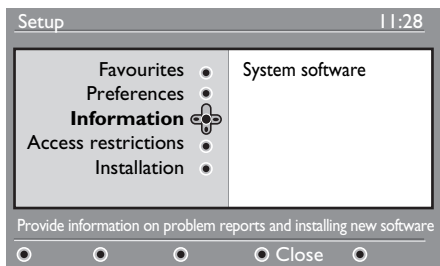 Setup 11:28
Favourites System software
Preferences
Information
Access restrictions
Installation
Provide information on problem reports and installing new software
Close